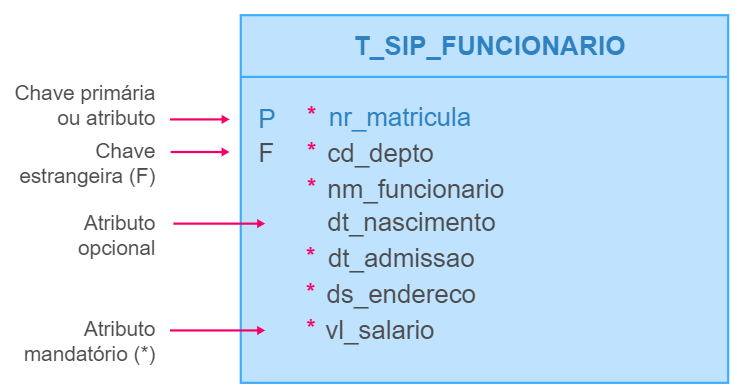 T_SIP_FUNCIONARIO
Chave primária
ou atributo
P * nr_matricula
Chave
estrangeira (F)
F * cd_depto
* nm_funcionario
Atributo
opcional
dt_nascimento
* dt_admissao
* ds_endereco
Atributo
mandatório (*)
* vl_salario